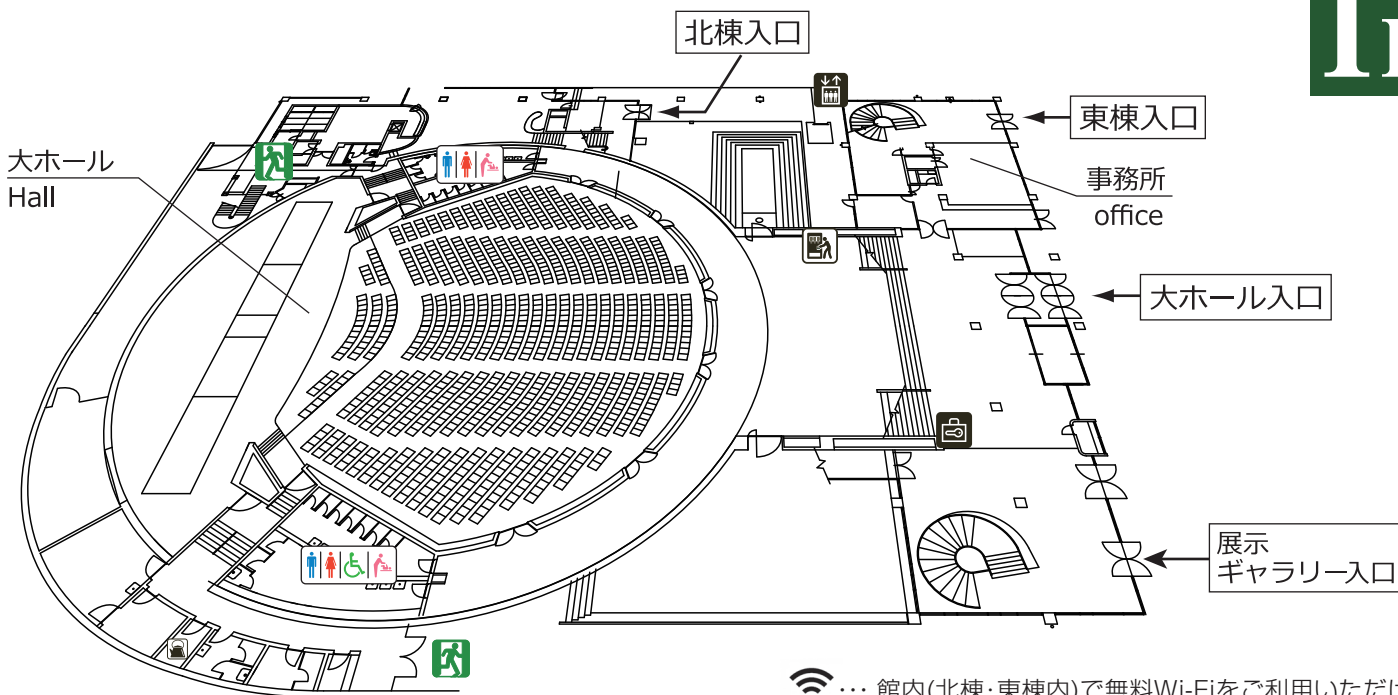 北棟入口
東棟入口
大ホール
Hall
事務所
office
大ホール入口
展示
ギャラリー入口
… 館内(北棟・東棟内)で無料Wi-Fiをご利用いただけ